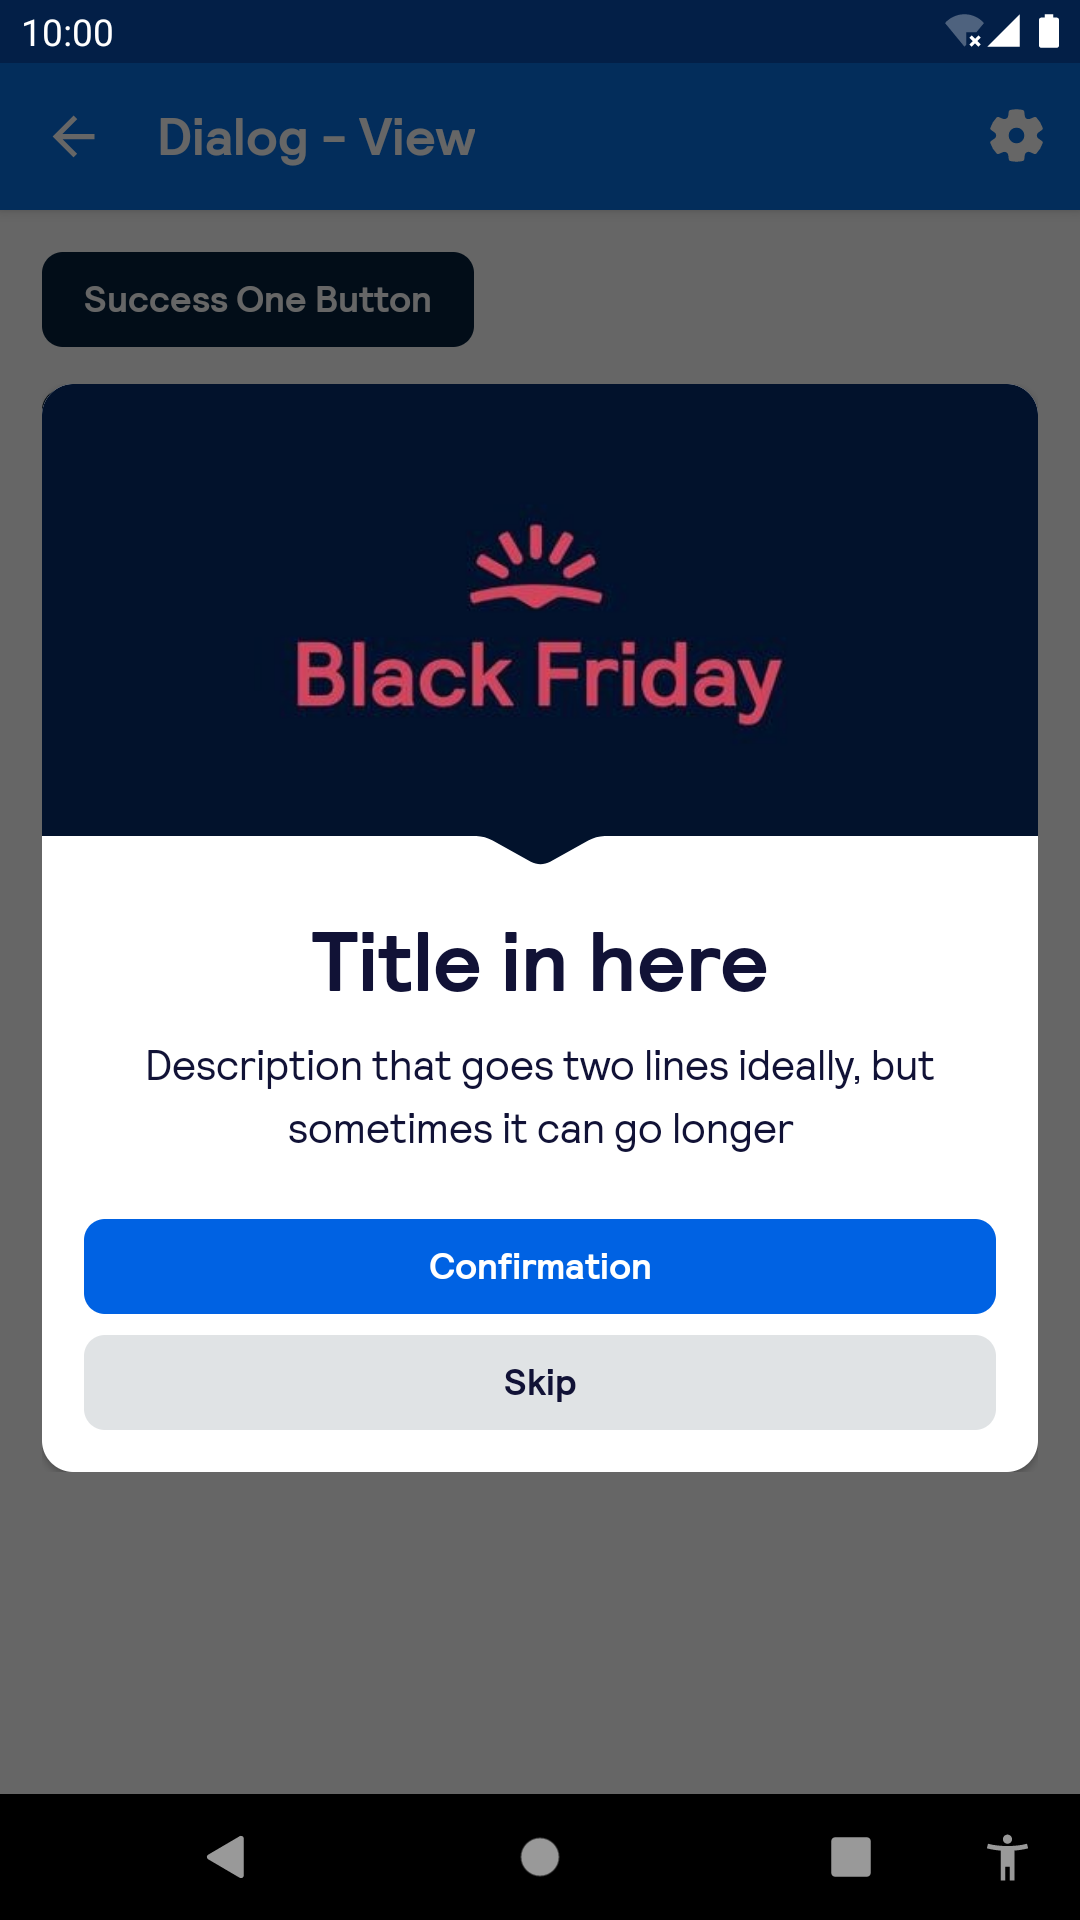 10:00
Dialog - View
Success One Button
Black Friday
Title in here
Description that goes two lines ideally, but
sometimes it can go longer
Confirmation
Skip